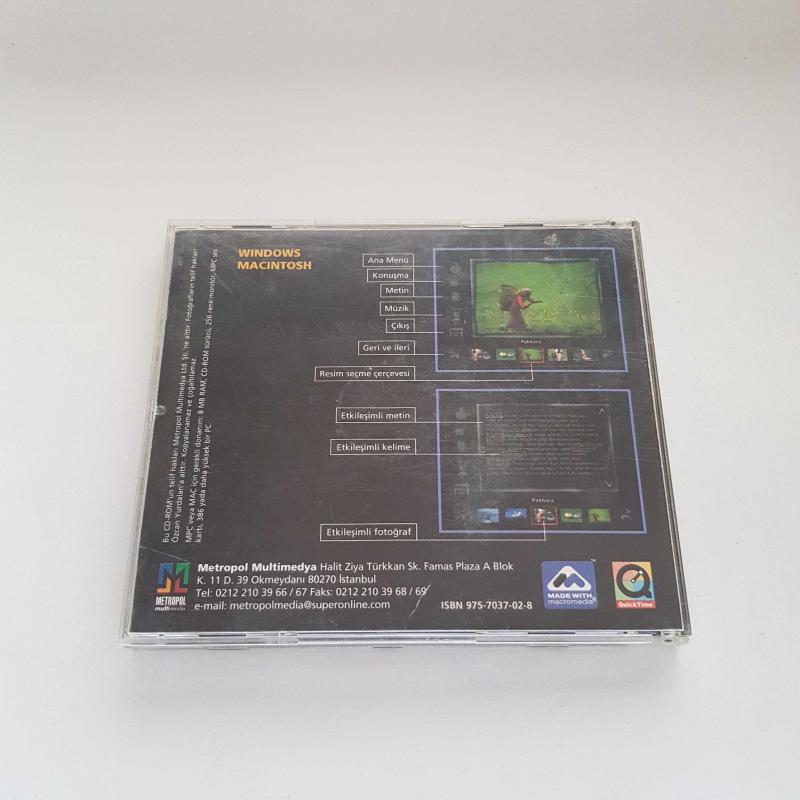 WINDOWS
MACINTOSH
Ana Menü
Konuşma
Metin
Müzik
Çıkış
Geri ve ileri
Resim seçme çerçevesi
Pokhara
Etkileşimli metin
Etkileşimli kelime
Etkileşimli fotoğraf
Pokhara
Bu CD-ROM'un telif hakları Metropol Multimedya Ltd. Şti.'ne aittir. Fotoğrafların telif hakları
Özcan Yurdalan'a aittir. Kopyalanamaz ve çoğaltılamaz.
MPC veya MAC için gerekli donanım: 8 MB RAM, CD-ROM sürücü, 256 renk monitör, MPC ses
kartı, 386 yada daha yüksek bir PC.
METROPOL
multimedya
Metropol Multimedya Halit Ziya Türkkan Sk. Famas Plaza A Blok
K. 11 D. 39 Okmeydanı 80270 İstanbul
Tel: 0212 210 39 66 / 67 Faks: 0212 210 39 68 / 69
e-mail: metropolmedia@superonline.com
ISBN 975-7037-02-8
MADE WITH
macromedia
QuickTime